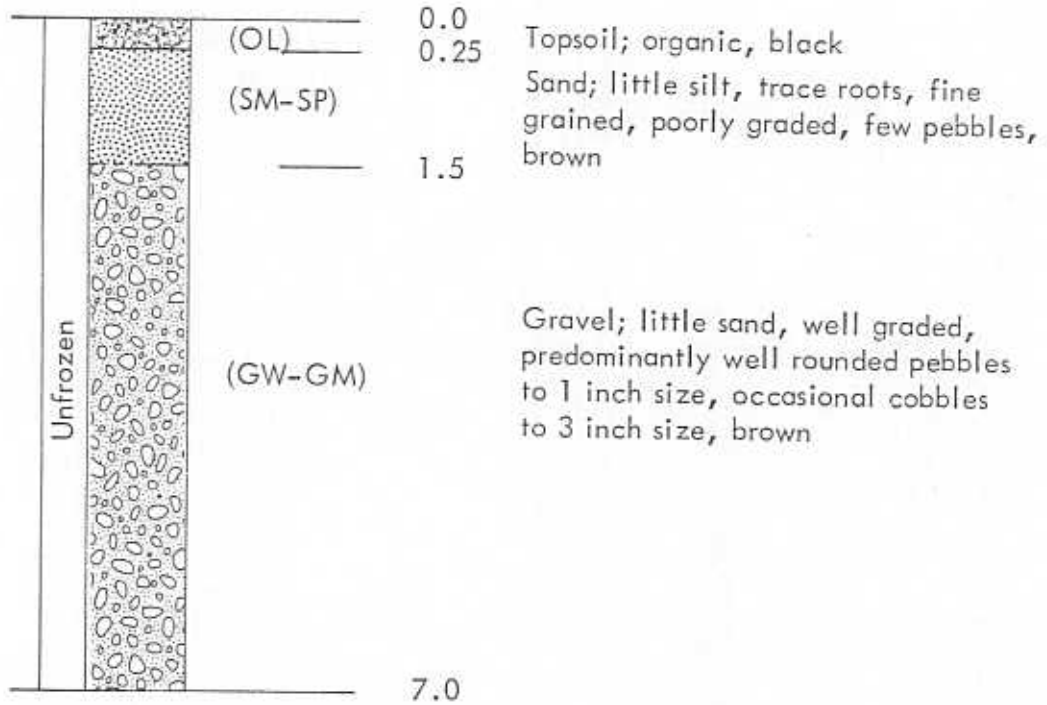 0.0
(OL)
0.25
Topsoil; organic, black
(SM-SP)
Sand; little silt, trace roots, fine
grained, poorly graded, few pebbles,
brown
1.5
Unfrozen
(GW-GM)
Gravel; little sand, well graded,
predominantly well rounded pebbles
to 1 inch size, occasional cobbles
to 3 inch size, brown
7.0